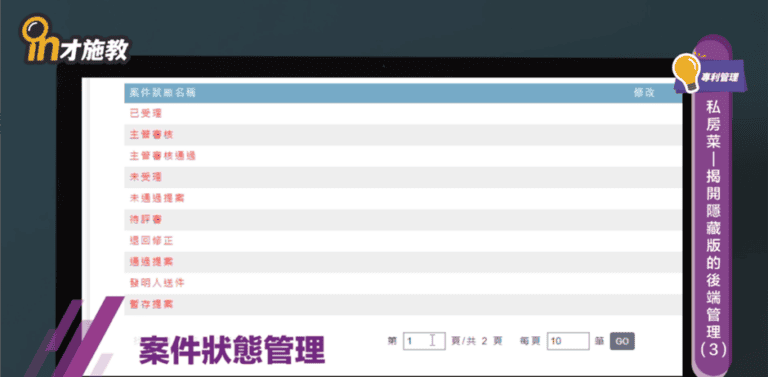 in才施教
專利管理
私房菜—揭開隱藏版的後端管理(3)
案件狀態名稱 修改
已受理
主管審核
主管審核通過
未受理
未通過提案
待評審
退回修正
通過提案
發明人送件
暫存提案
第 1 頁/共 2 頁 每頁 10 筆 GO
案件狀態管理